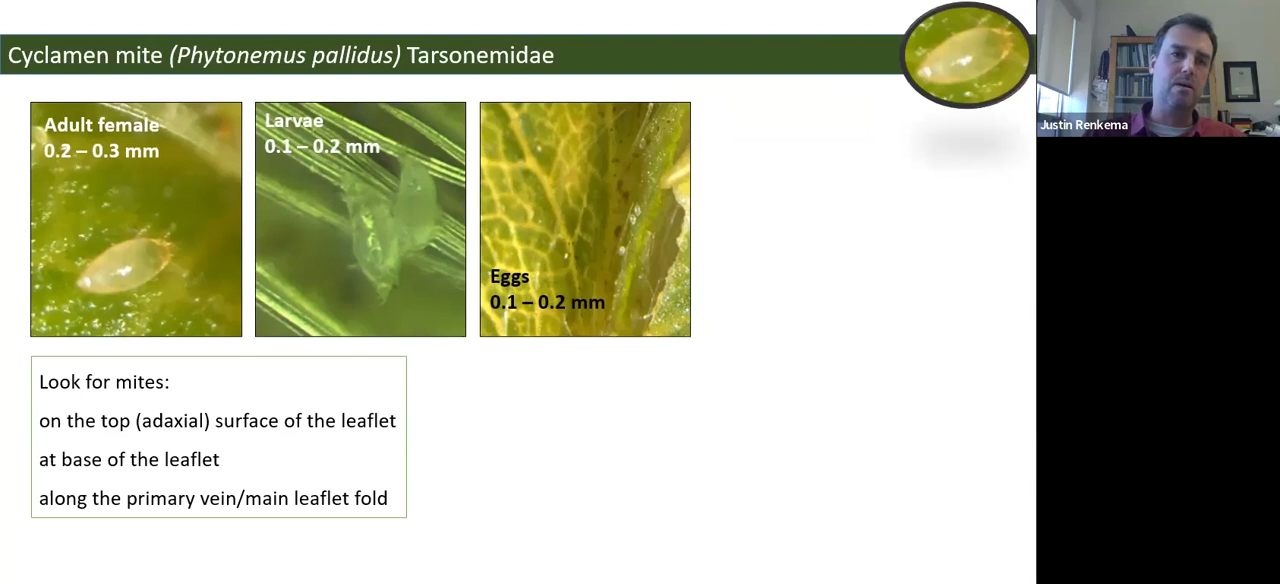 Cyclamen mite (Phytonemus pallidus) Tarsonemidae
Adult female
0.2 – 0.3 mm
Larvae
0.1 – 0.2 mm
Eggs
0.1 – 0.2 mm
Justin Renkema
Look for mites:
on the top (adaxial) surface of the leaflet
at base of the leaflet
along the primary vein/main leaflet fold